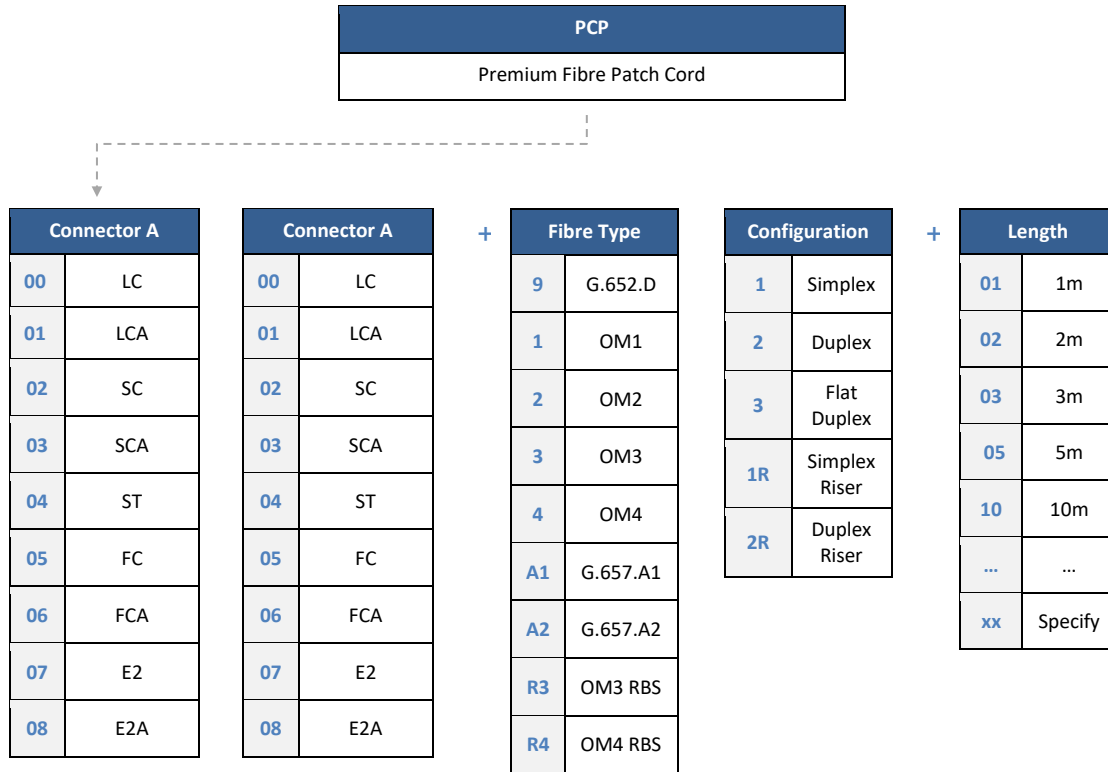 PCP
Premium Fibre Patch Cord
Connector A
00 LC
01 LCA
02 SC
03 SCA
04 ST
05 FC
06 FCA
07 E2
08 E2A
Connector A
00 LC
01 LCA
02 SC
03 SCA
04 ST
05 FC
06 FCA
07 E2
08 E2A
+
Fibre Type
9 G.652.D
1 OM1
2 OM2
3 OM3
4 OM4
A1 G.657.A1
A2 G.657.A2
R3 OM3 RBS
R4 OM4 RBS
Configuration
1 Simplex
2 Duplex
3 Flat
Duplex
1R Simplex
Riser
2R Duplex
Riser
+
Length
01 1m
02 2m
03 3m
05 5m
10 10m
... ...
xx Specify